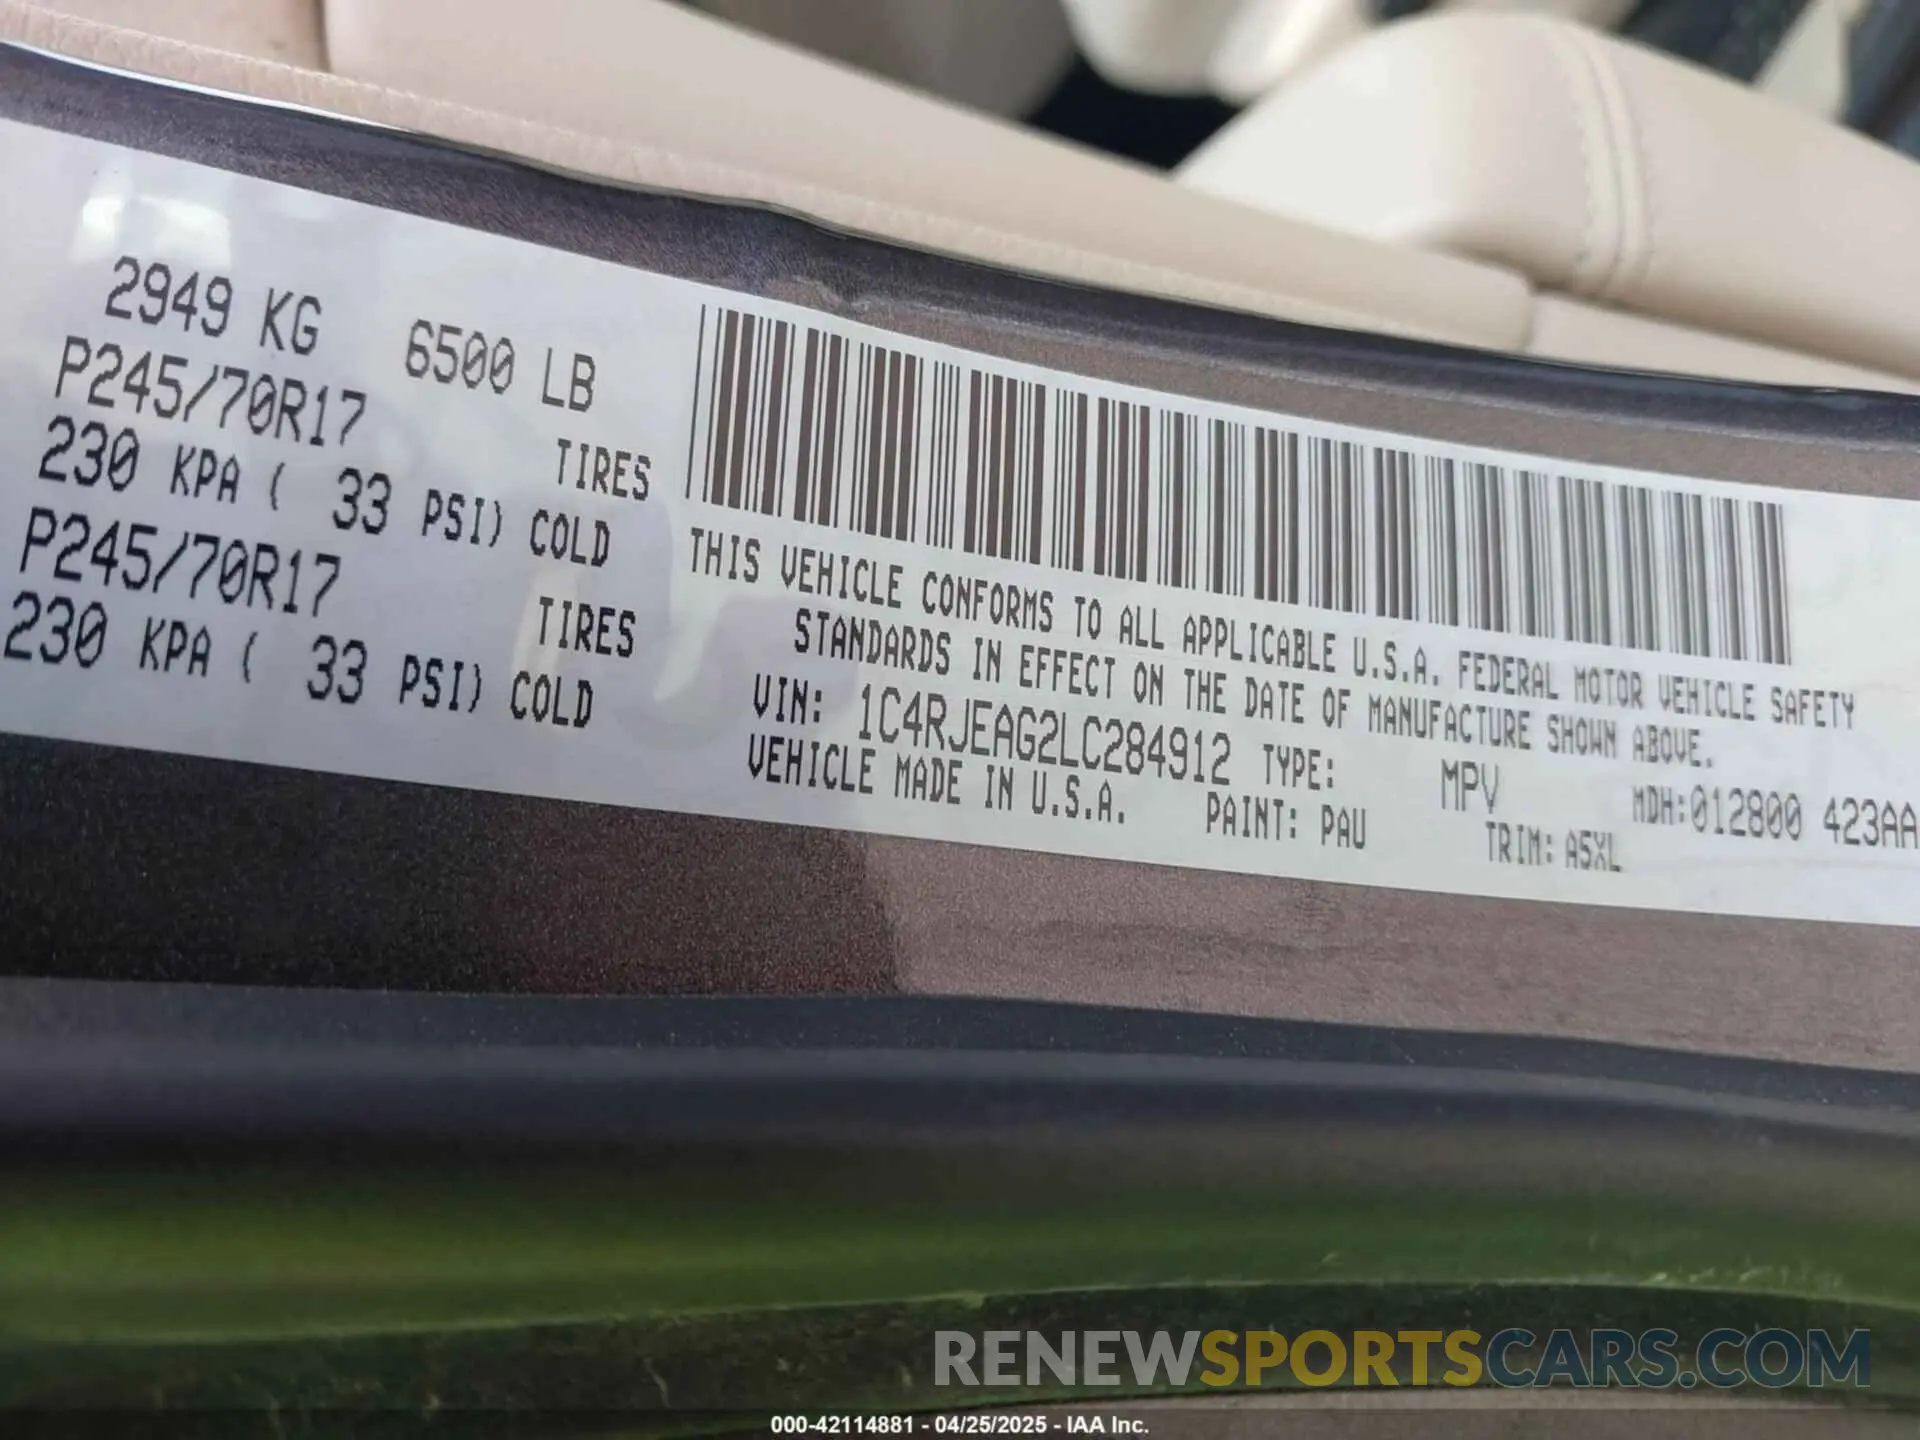 2949 KG 6500 LB
P245/70R17 TIRES
230 KPA ( 33 PSI) COLD
P245/70R17 TIRES
230 KPA ( 33 PSI) COLD
THIS VEHICLE CONFORMS TO ALL APPLICABLE U.S.A. FEDERAL MOTOR VEHICLE SAFETY
STANDARDS IN EFFECT ON THE DATE OF MANUFACTURE SHOWN ABOVE.
VIN: 1C4RJEAG2LC284912 TYPE: MPV MDH:012800 423AA
VEHICLE MADE IN U.S.A. PAINT: PAU TRIM: A5XL
RENEWSPORTSCARS.COM
000-42114881 - 04/25/2025 - IAA Inc.